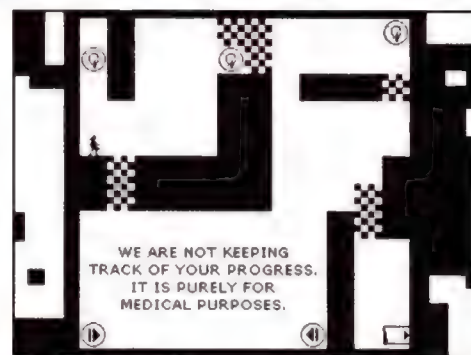 WE ARE NOT KEEPING
TRACK OF YOUR PROGRESS.
IT IS PURELY FOR
MEDICAL PURPOSES.